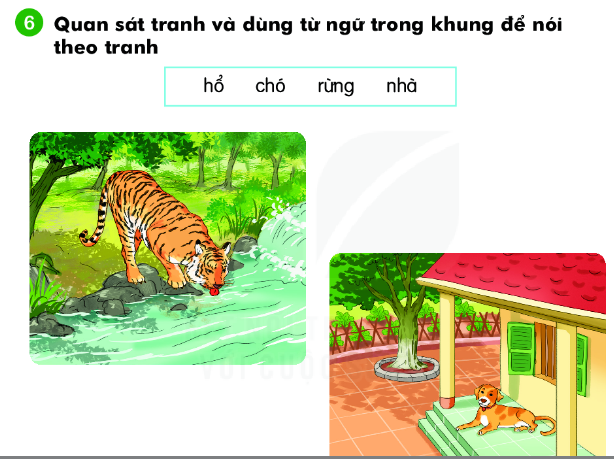 6 Quan sát tranh và dùng từ ngữ trong khung để nói
theo tranh
hổ chó rừng nhà